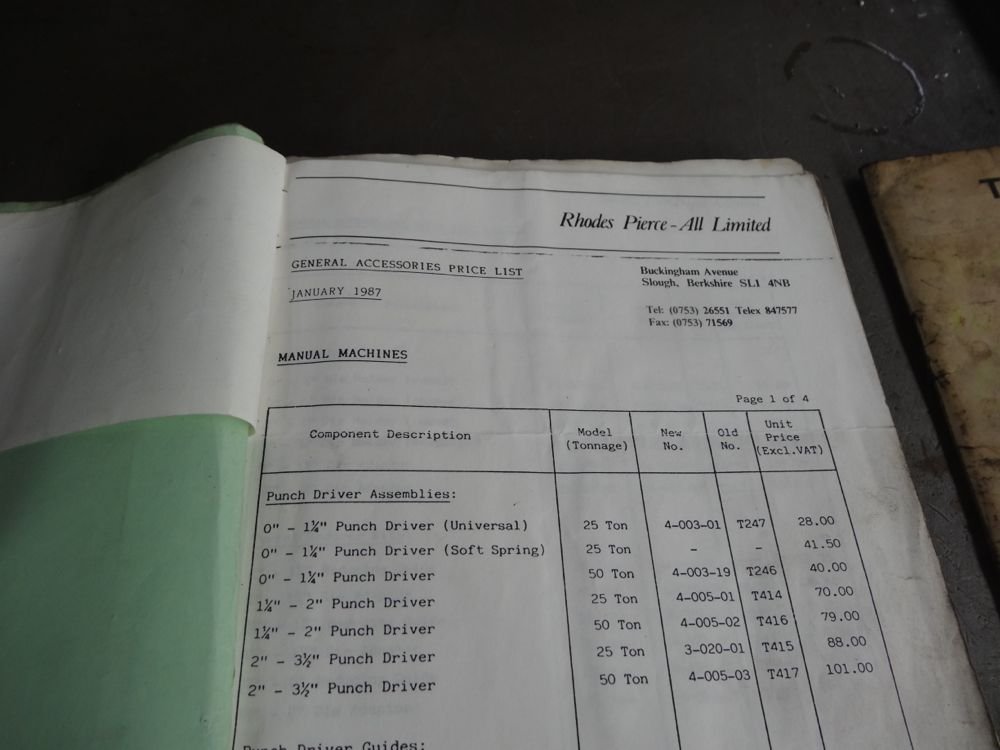 Rhodes Pierce-All Limited
GENERAL ACCESSORIES PRICE LIST
JANUARY 1987
Buckingham Avenue
Slough, Berkshire SL1 4NB
Tel: (0753) 26551 Telex 847577
Fax: (0753) 71569
MANUAL MACHINES
Page 1 of 4
Component Description Model (Tonnage) New No. Old No. Unit Price (Excl.VAT)
Punch Driver Assemblies:
0" - 1¼" Punch Driver (Universal) 25 Ton 4-003-01 T247 28.00
0" - 1¼" Punch Driver (Soft Spring) 25 Ton - - 41.50
0" - 1¼" Punch Driver 50 Ton 4-003-19 T246 40.00
1¼" - 2" Punch Driver 25 Ton 4-005-01 T414 70.00
1¼" - 2" Punch Driver 50 Ton 4-005-02 T416 79.00
2" - 3½" Punch Driver 25 Ton 3-020-01 T415 88.00
2" - 3½" Punch Driver 50 Ton 4-005-03 T417 101.00
Punch Driver Guides: